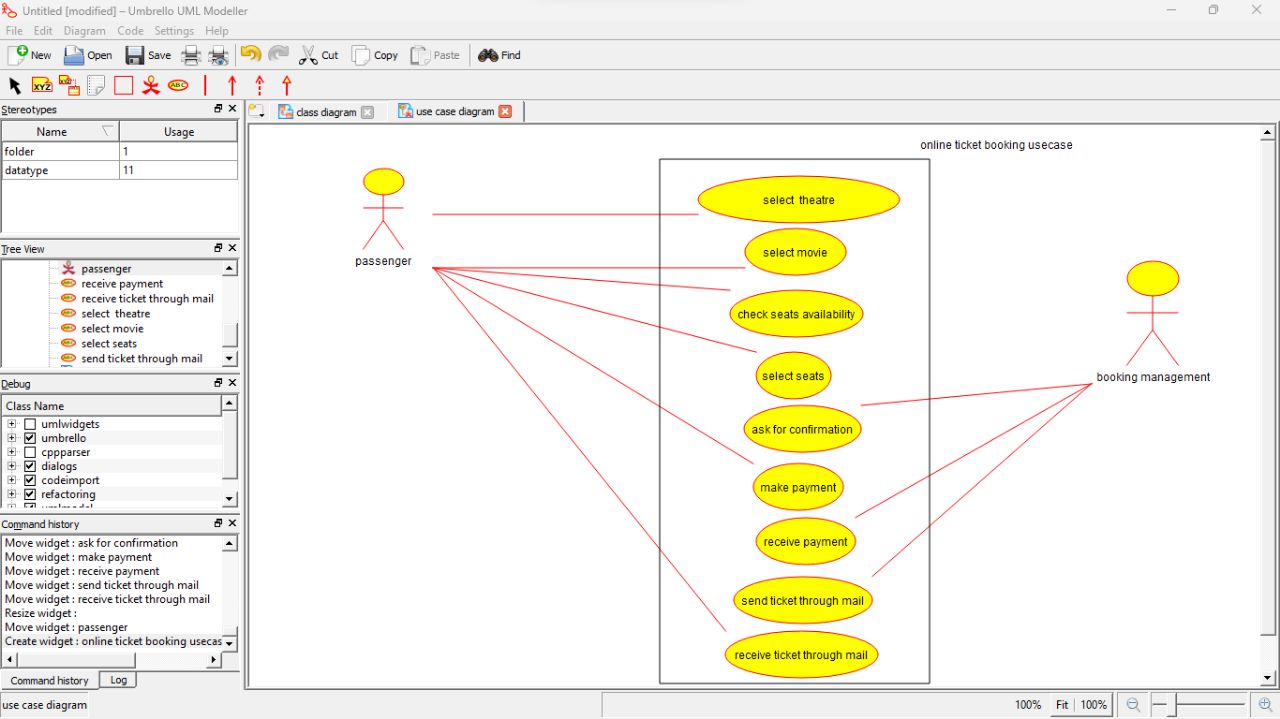 Untitled [modified] – Umbrello UML Modeller
File Edit Diagram Code Settings Help
New Open Save Cut Copy Paste Find
XYZ ABC
Stereotypes
class diagram use case diagram
Name Usage
folder 1
datatype 11
Tree View
passenger
receive payment
receive ticket through mail
select theatre
select movie
select seats
send ticket through mail
Debug
Class Name
umlwidgets
umbrello
cppparser
dialogs
codeimport
refactoring
Command history
Move widget : ask for confirmation
Move widget : make payment
Move widget : receive payment
Move widget : send ticket through mail
Move widget : receive ticket through mail
Resize widget :
Move widget : passenger
Create widget : online ticket booking usecas
Command history Log
online ticket booking usecase
passenger
select theatre
select movie
check seats availability
select seats
ask for confirmation
make payment
receive payment
send ticket through mail
receive ticket through mail
booking management
use case diagram
100% Fit 100%